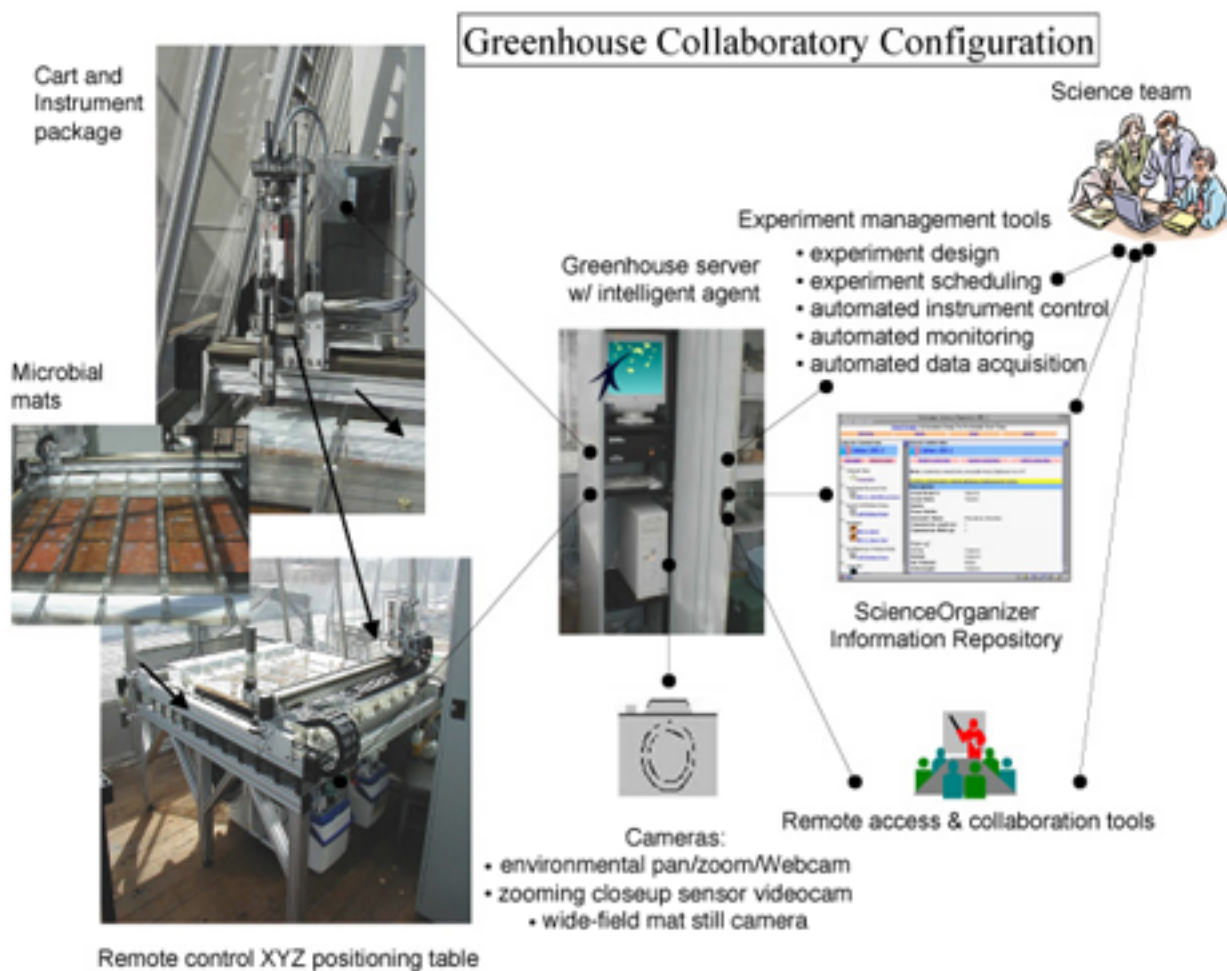 Greenhouse Collaboratory Configuration
Cart and
Instrument
package
Science team
Experiment management tools
• experiment design
• experiment scheduling
• automated instrument control
• automated monitoring
• automated data acquisition
Greenhouse server
w/ intelligent agent
Microbial
mats
ScienceOrganizer
Information Repository
Remote access & collaboration tools
Cameras:
• environmental pan/zoom/Webcam
• zooming closeup sensor videocam
• wide-field mat still camera
Remote control XYZ positioning table